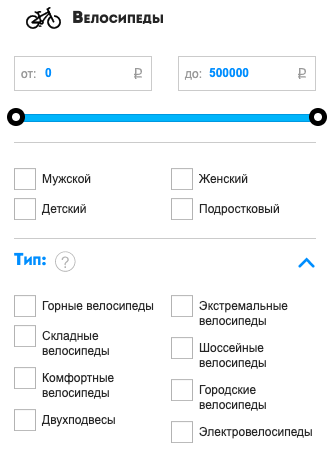 Велосипеды
от: 0 ₽
до: 500000 ₽
Мужской
Женский
Детский
Подростковый
Тип: ?
Горные велосипеды
Складные
велосипеды
Комфортные
велосипеды
Двухподвесы
Экстремальные
велосипеды
Шоссейные
велосипеды
Городские
велосипеды
Электровелосипеды